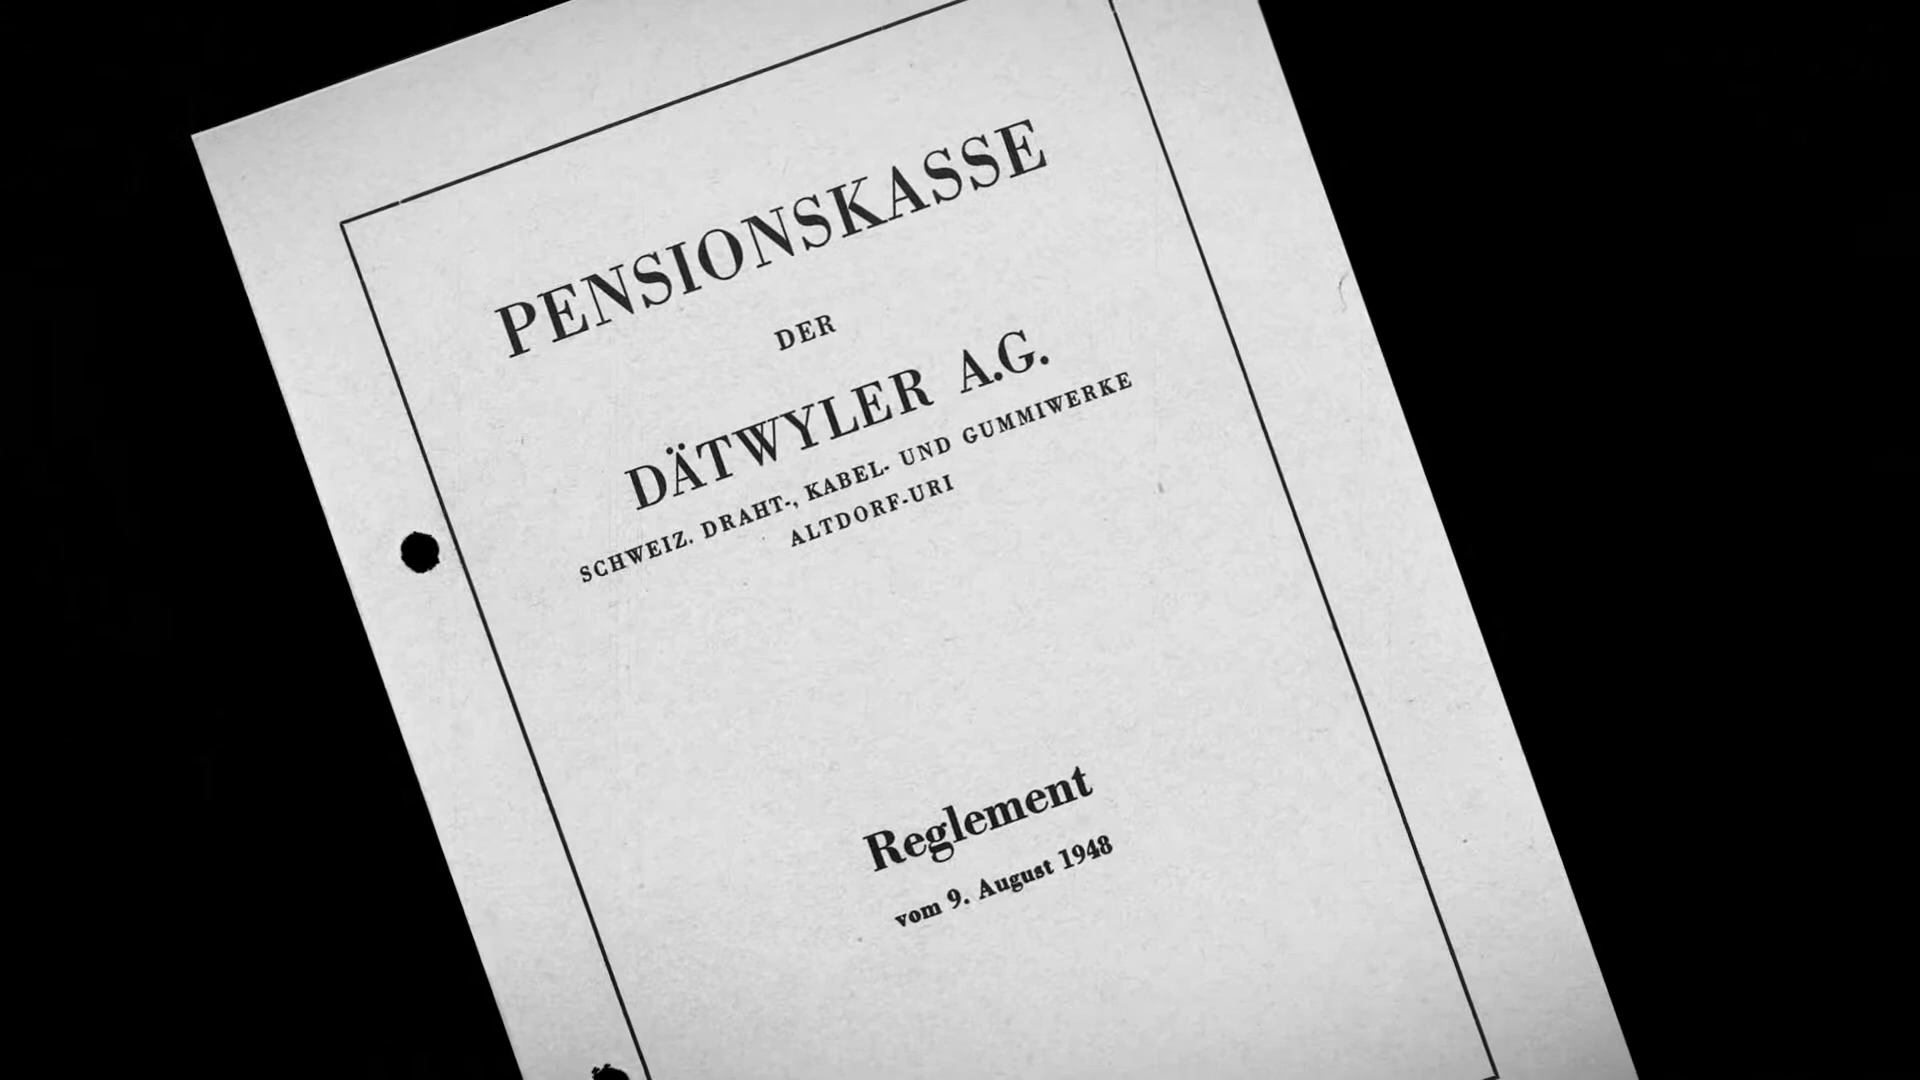 PENSIONSKASSE
DER
DÄTWYLER A.G.
SCHWEIZ. DRAHT-, KABEL- UND GUMMIWERKE
ALTDORF-URI
Reglement
vom 9. August 1948